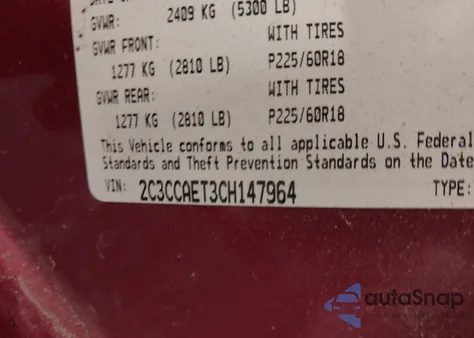 GVWR: 2409 KG (5300 LB)
WITH TIRES
GVWR FRONT:
1277 KG (2810 LB) P225/60R18
WITH TIRES
GVWR REAR:
1277 KG (2810 LB) P225/60R18
This Vehicle conforms to all applicable U.S. Federal
Standards and Theft Prevention Standards on the Date
VIN: 2C3CCAET3CH147964 TYPE:
autoSnap